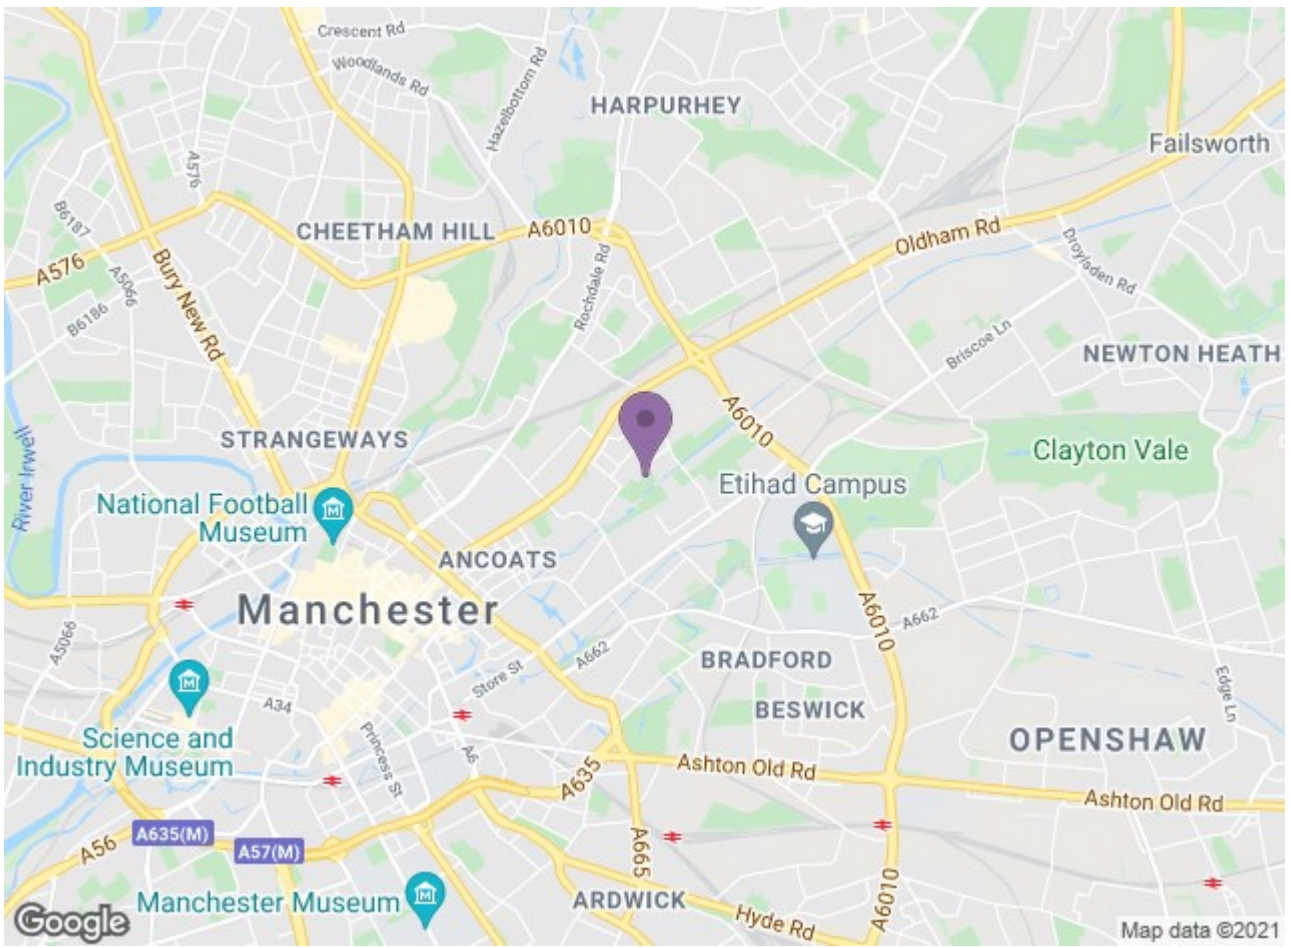 Crescent Rd
Woodlands Rd
Hazelbottom Rd
HARPURHEY
Failsworth
A576
B6187
CHEETHAM HILL
A6010
Oldham Rd
Droylsden Rd
A576
A5066
Bury New Rd
Rochdale Rd
B6186
Briscoe Ln
NEWTON HEATH
River Irwell
STRANGEWAYS
A6010
Clayton Vale
National Football
Museum
Etihad Campus
ANCOATS
Manchester
A6010
A662
A5066
A662
Store St
BRADFORD
Edge Ln
A34
BESWICK
Science and
Industry Museum
Princess St
A6
OPENSHAW
A635
Ashton Old Rd
Ashton Old Rd
A56
A635(M)
A57(M)
A665
Manchester Museum
ARDWICK
A6010
Hyde Rd
Google
Map data ©2021